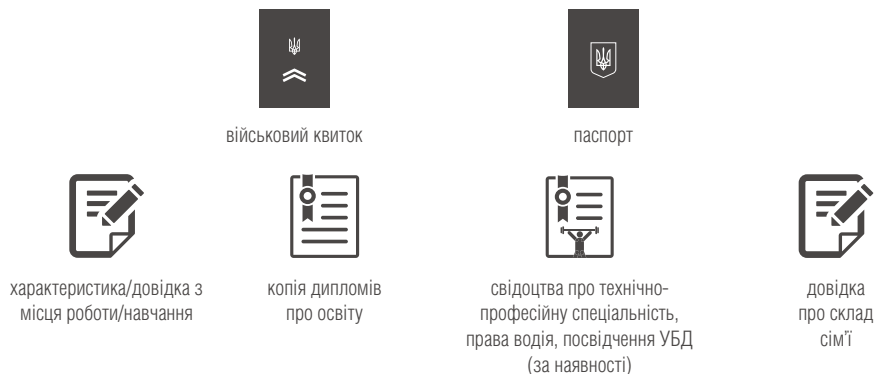 військовий квиток
паспорт
характеристика/довідка з
місця роботи/навчання
копія дипломів
про освіту
свідоцтва про технічно-
професійну спеціальність,
права водія, посвідчення УБД
(за наявності)
довідка
про склад
сім'ї